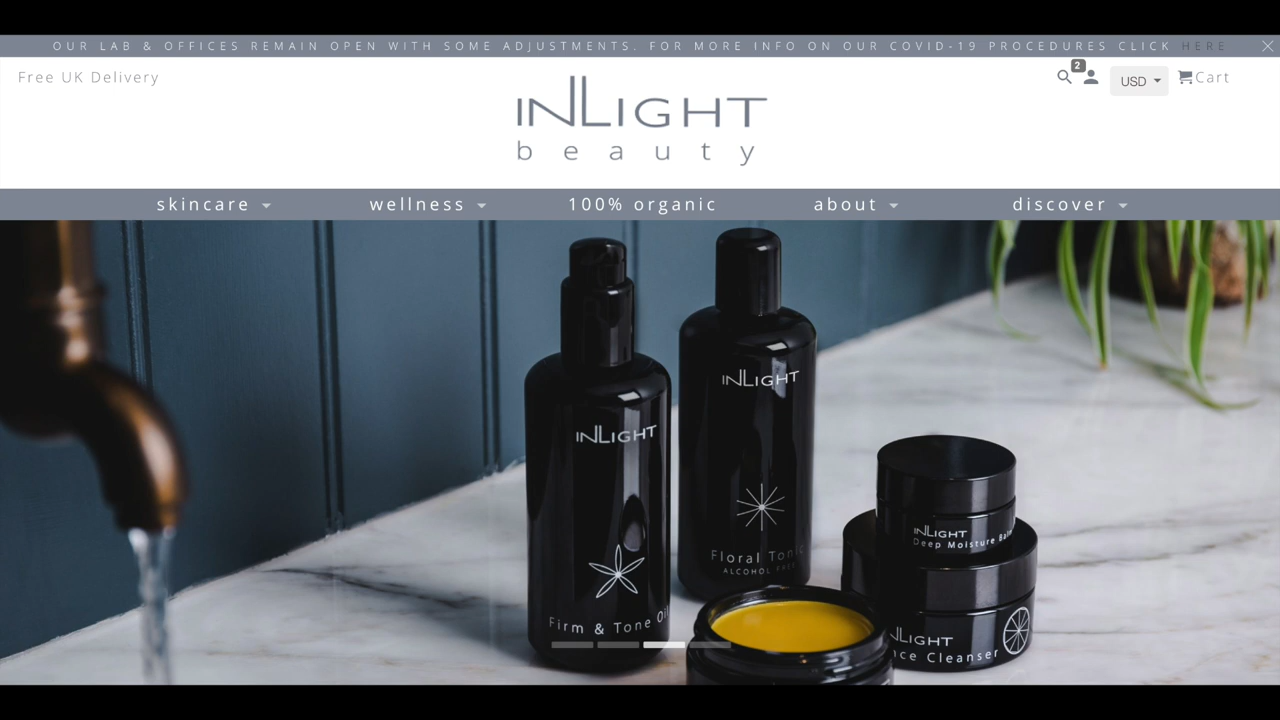 OUR LAB & OFFICES REMAIN OPEN WITH SOME ADJUSTMENTS. FOR MORE INFO ON OUR COVID-19 PROCEDURES CLICK HERE
Free UK Delivery
2
USD
Cart
INLIGHT
beauty
skincare
wellness
100% organic
about
discover
INLIGHT
Firm & Tone Oil
INLIGHT
Floral Tonic
ALCOHOL FREE
INLIGHT
Deep Moisture Balm
INLIGHT
Cleanser